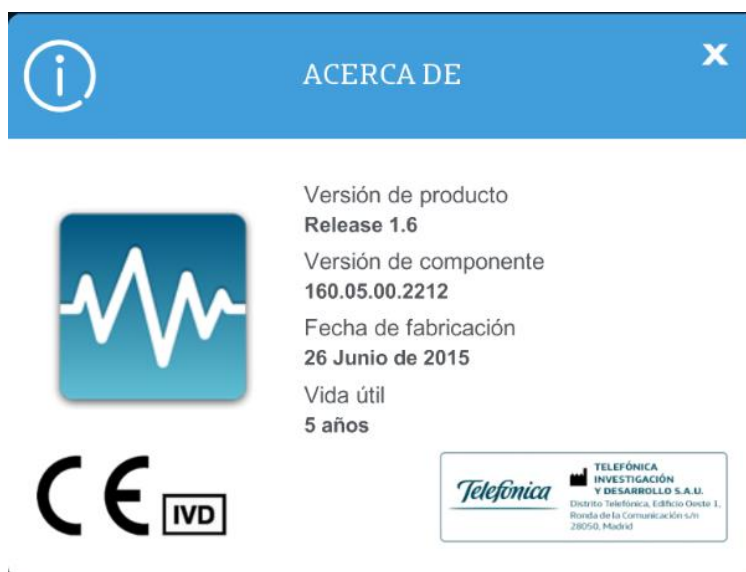 ACERCA DE
X
Versión de producto
Release 1.6
Versión de componente
160.05.00.2212
Fecha de fabricación
26 Junio de 2015
Vida útil
5 años
CE IVD
Telefónica
TELEFÓNICA
INVESTIGACIÓN
Y DESARROLLO S.A.U.
Distrito Telefónica, Edificio Oeste 1,
Ronda de la Comunicación s/n
28050, Madrid